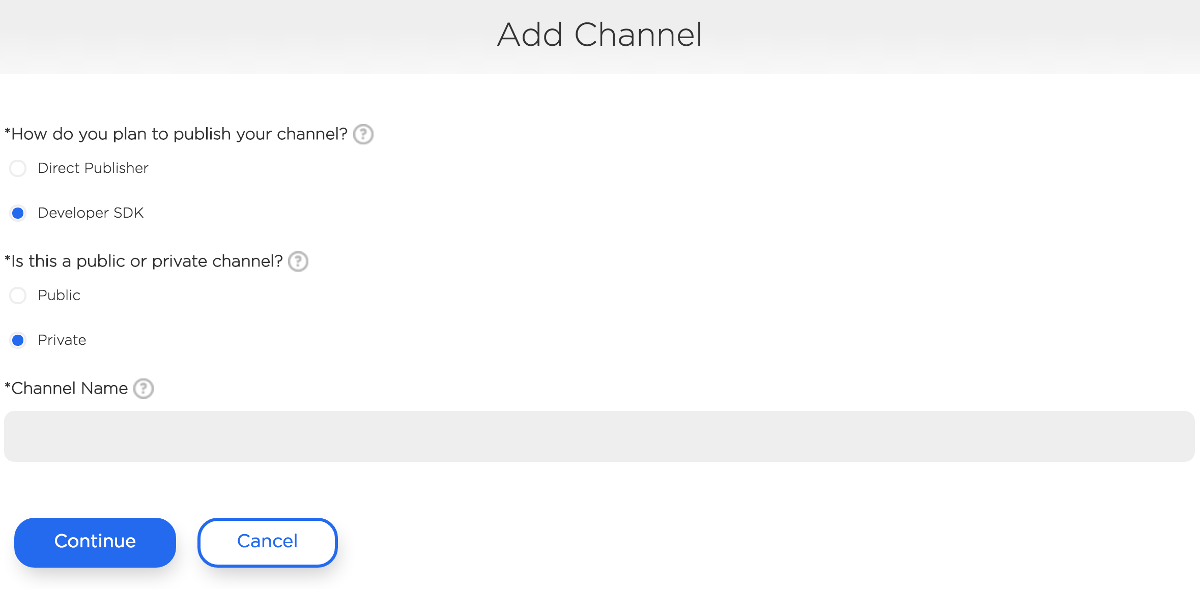 Add Channel
*How do you plan to publish your channel? ?
Direct Publisher
Developer SDK
*Is this a public or private channel? ?
Public
Private
*Channel Name ?
Continue
Cancel